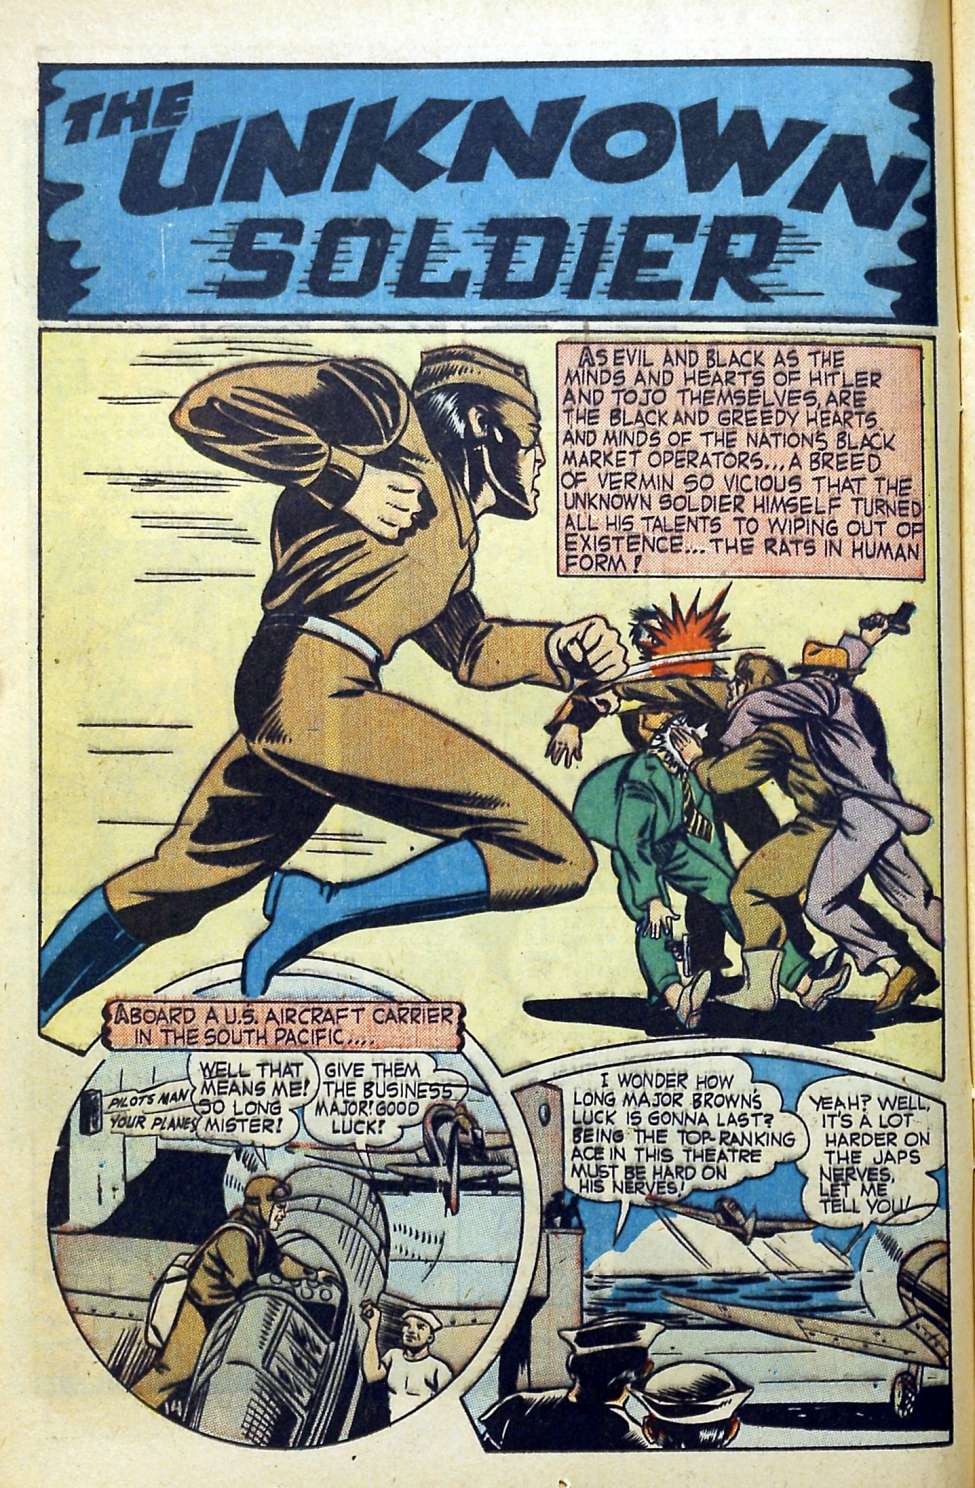 THE
UNKNOWN
SOLDIER
AS EVIL AND BLACK AS THE
MINDS AND HEARTS OF HITLER
AND TOJO THEMSELVES, ARE
THE BLACK AND GREEDY HEARTS
AND MINDS OF THE NATION'S BLACK
MARKET OPERATORS... A BREED
OF VERMIN SO VICIOUS THAT THE
UNKNOWN SOLDIER HIMSELF TURNED
ALL HIS TALENTS TO WIPING OUT OF
EXISTENCE... THE RATS IN HUMAN
FORM!
ABOARD A U.S. AIRCRAFT CARRIER
IN THE SOUTH PACIFIC....
PILOTS MAN
YOUR PLANES
WELL THAT
MEANS ME!
SO LONG
MISTER!
GIVE THEM
THE BUSINESS
MAJOR! GOOD
LUCK!
I WONDER HOW
LONG MAJOR BROWN'S
LUCK IS GONNA LAST?
BEING THE TOP-RANKING
ACE IN THIS THEATRE
MUST BE HARD ON
HIS NERVES!
YEAH? WELL,
IT'S A LOT
HARDER ON
THE JAPS
NERVES,
LET ME
TELL YOU!